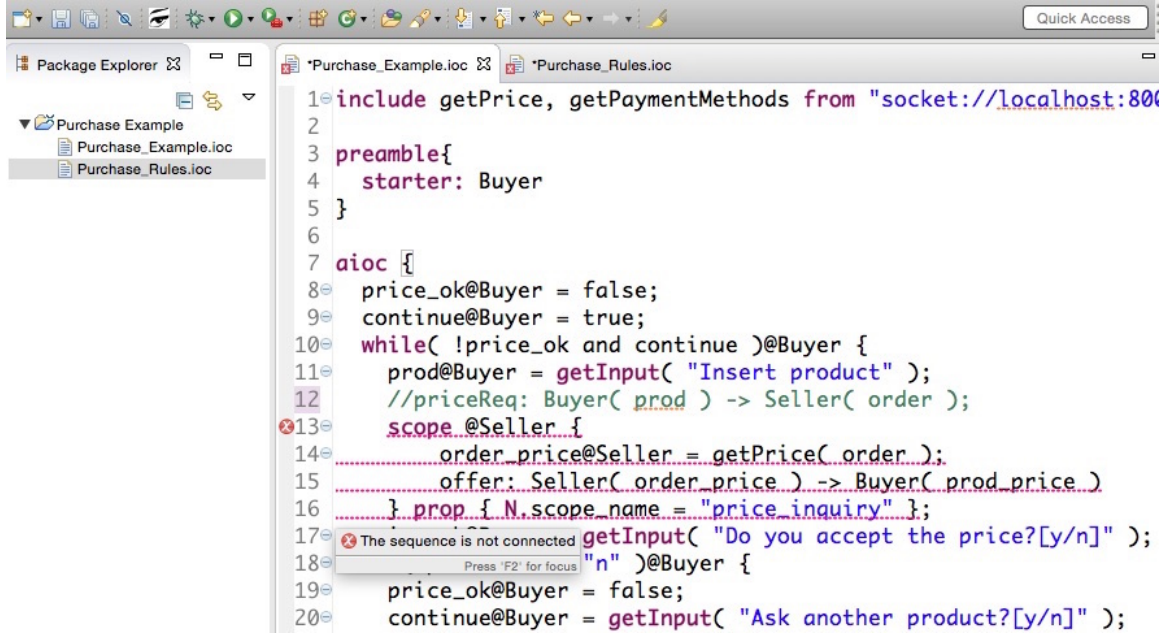 Quick Access
Package Explorer
*Purchase_Example.ioc
*Purchase_Rules.ioc
Purchase Example
Purchase_Example.ioc
Purchase_Rules.ioc
1 include getPrice, getPaymentMethods from "socket://localhost:800
2
3 preamble{
4 starter: Buyer
5 }
6
7 aioc {
8 price_ok@Buyer = false;
9 continue@Buyer = true;
10 while( !price_ok and continue )@Buyer {
11 prod@Buyer = getInput( "Insert product" );
12 //priceReq: Buyer( prod ) -> Seller( order );
13 scope @Seller {
14 order_price@Seller = getPrice( order );
15 offer: Seller( order_price ) -> Buyer( prod_price )
16 } prop { N.scope_name = "price_inquiry" };
17 getInput( "Do you accept the price?[y/n]" );
The sequence is not connected
18 "n" )@Buyer {
Press 'F2' for focus
19 price_ok@Buyer = false;
20 continue@Buyer = getInput( "Ask another product?[y/n]" );